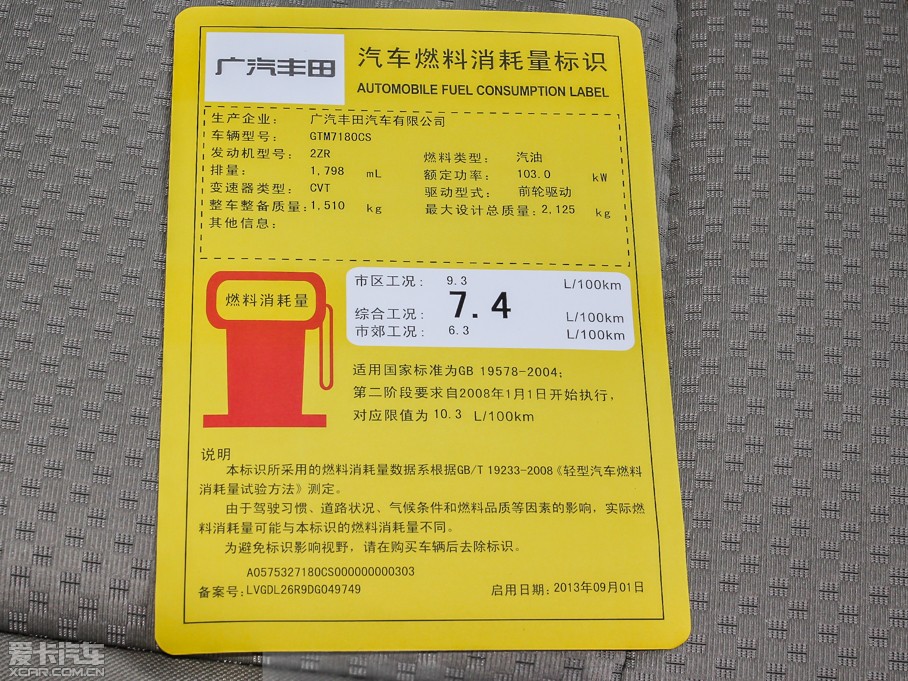 广汽丰田
汽车燃料消耗量标识
AUTOMOBILE FUEL CONSUMPTION LABEL
生产企业: 广汽丰田汽车有限公司
车辆型号: GTM7180CS
发动机型号: 2ZR
燃料类型: 汽油
排量: 1,798 mL
额定功率: 103.0 kW
变速器类型: CVT
驱动型式: 前轮驱动
整车整备质量: 1,510 kg
最大设计总质量: 2,125 kg
其他信息:
燃料消耗量
市区工况: 9.3 L/100km
综合工况: 7.4 L/100km
市郊工况: 6.3 L/100km
适用国家标准为GB 19578-2004;
第二阶段要求自2008年1月1日开始执行,
对应限值为 10.3 L/100km
说明
本标识所采用的燃料消耗量数据系根据GB/T 19233-2008《轻型汽车燃料
消耗量试验方法》测定。
由于驾驶习惯、道路状况、气候条件和燃料品质等因素的影响,实际燃
料消耗量可能与本标识的燃料消耗量不同。
为避免标识影响视野,请在购买车辆后去除标识。
A0575327180CS000000000303
备案号: LVGDL26R9DG049749
启用日期: 2013年09月01日
爱卡汽车
XCAR.COM.CN